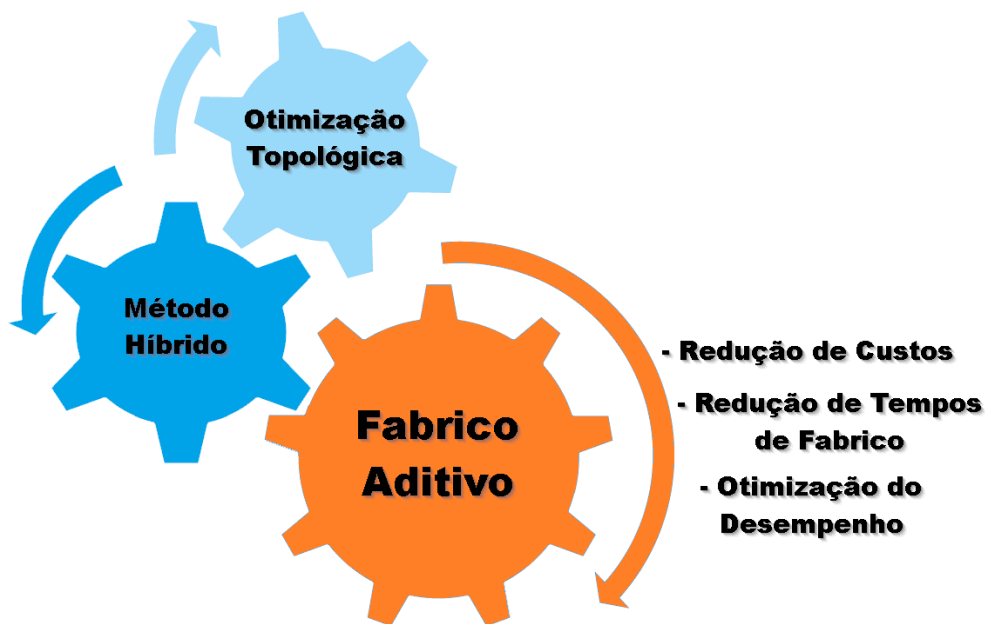 Otimização
Topológica
Método
Híbrido
Fabrico
Aditivo
- Redução de Custos
- Redução de Tempos
de Fabrico
- Otimização do
Desempenho